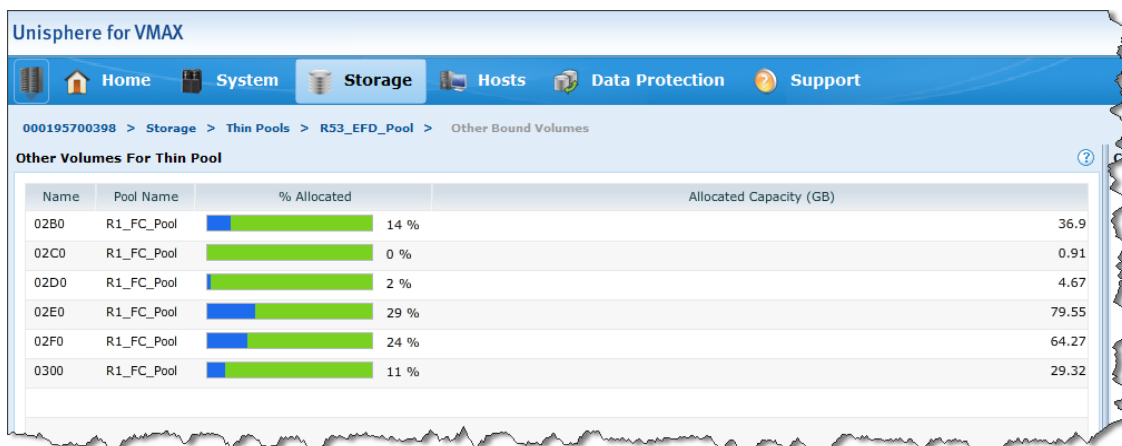 Unisphere for VMAX
Home System Storage Hosts Data Protection Support
000195700398 > Storage > Thin Pools > R53_EFD_Pool > Other Bound Volumes
Other Volumes For Thin Pool ?
Name Pool Name % Allocated Allocated Capacity (GB)
02B0 R1_FC_Pool 14 % 36.9
02C0 R1_FC_Pool 0 % 0.91
02D0 R1_FC_Pool 2 % 4.67
02E0 R1_FC_Pool 29 % 79.55
02F0 R1_FC_Pool 24 % 64.27
0300 R1_FC_Pool 11 % 29.32